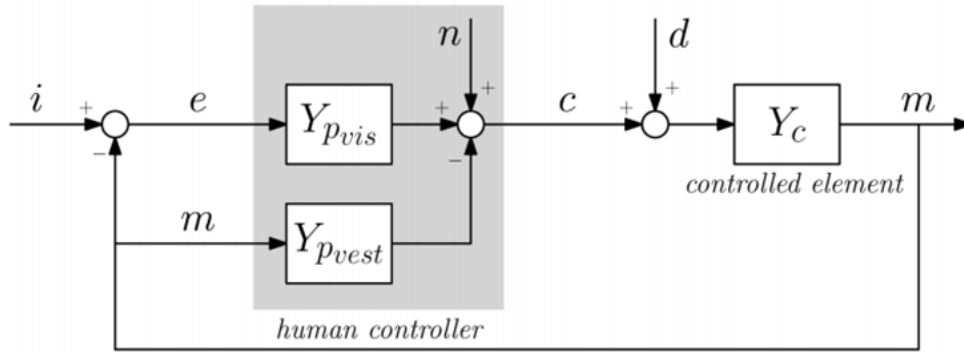 n
d
i
+
e
+
+
c
+
+
m
Y_{p_{vis}}
Y_c
-
-
controlled element
m
Y_{p_{vest}}
human controller